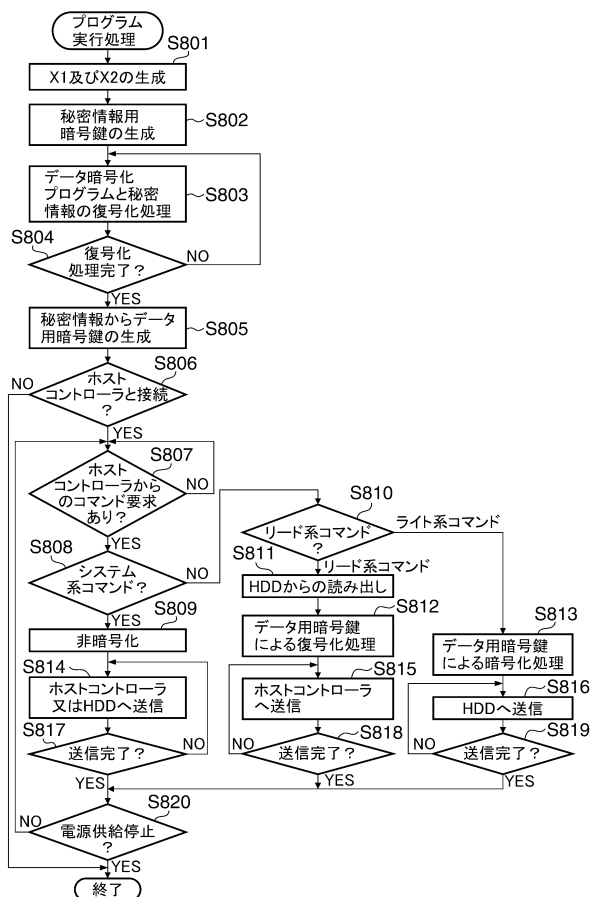 プログラム
実行処理
S801
X1及びX2の生成
秘密情報用
暗号鍵の生成
S802
データ暗号化
プログラムと秘密
情報の復号化処理
S803
S804
復号化
処理完了？
NO
YES
秘密情報からデータ
用暗号鍵の生成
S805
S806
NO
ホスト
コントローラと接続
？
YES
S807
ホスト
コントローラから
のコマンド要求
あり？
NO
YES
S808
システム
系コマンド？
NO
YES
S809
非暗号化
S814
ホストコントローラ
又はHDDへ送信
S817
送信完了？
NO
YES
S810
リード系コマンド
？
ライト系コマンド
リード系コマンド
S811
HDDからの読み出し
S812
データ用暗号鍵
による復号化処理
S815
ホストコントローラ
へ送信
S818
送信完了？
NO
YES
S813
データ用暗号鍵
による暗号化処理
S816
HDDへ送信
S819
送信完了？
NO
YES
S820
電源供給停止
？
NO
YES
終了